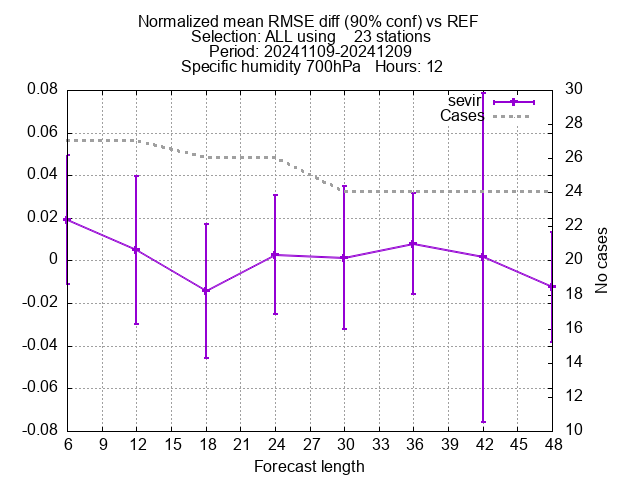 Normalized mean RMSE diff (90% conf) vs REF
Selection: ALL using    23 stations
Period: 20241109-20241209
Specific humidity 700hPa   Hours: 12
0.08
0.06
0.04
0.02
0
-0.02
-0.04
-0.06
-0.08
sevir
Cases
30
28
26
24
22
20
18
16
14
12
10
No cases
6 9 12 15 18 21 24 27 30 33 36 39 42 45 48
Forecast length